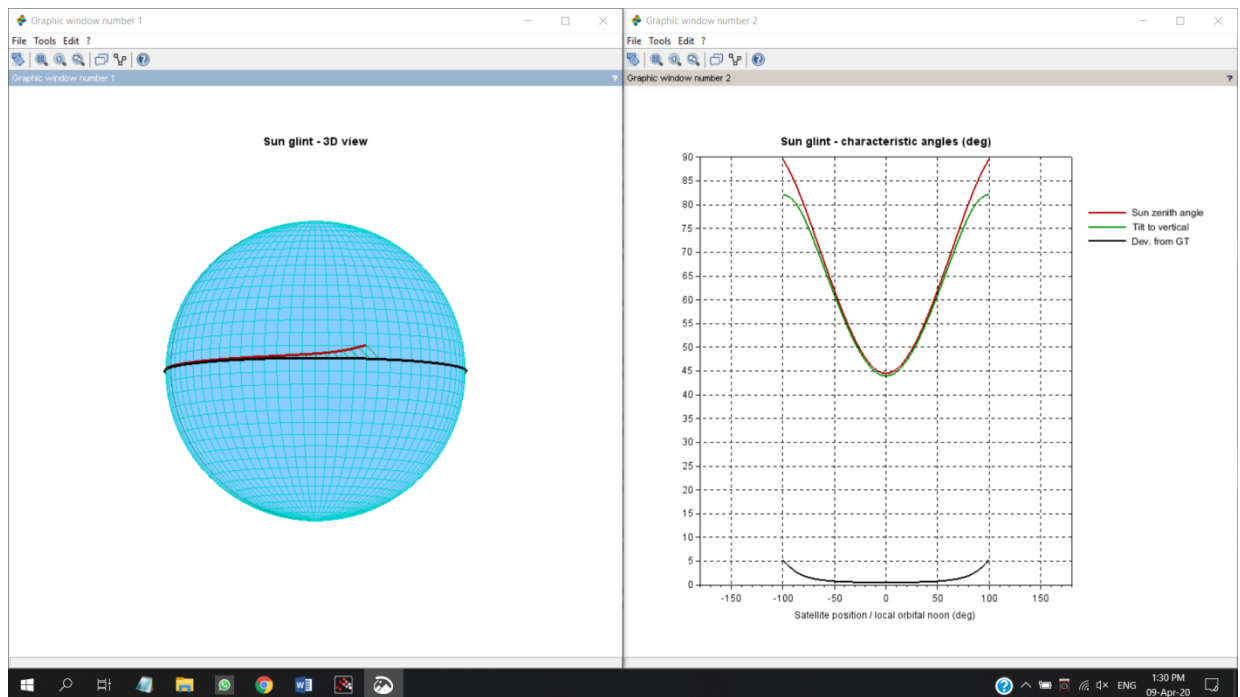 Graphic window number 1
File Tools Edit ?
Graphic window number 1 ?
Sun glint - 3D view
Graphic window number 2
File Tools Edit ?
Graphic window number 2 ?
Sun glint - characteristic angles (deg)
90
85
80
75
70
65
60
55
50
45
40
35
30
25
20
15
10
5
0
-150 -100 -50 0 50 100 150
Satellite position / local orbital noon (deg)
Sun zenith angle
Tilt to vertical
Dev. from GT
ENG
1:30 PM
09-Apr-20